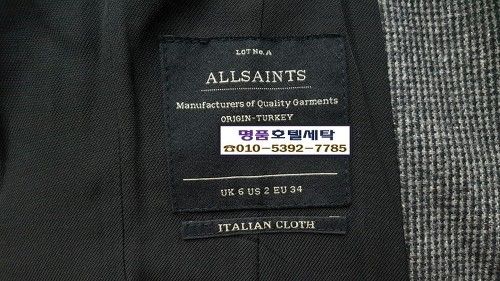 LOT No. A
ALLSAINTS
Manufacturers of Quality Garments
ORIGIN-TURKEY
명품호텔세탁
☎010-5392-7785
UK 6 US 2 EU 34
ITALIAN CLOTH